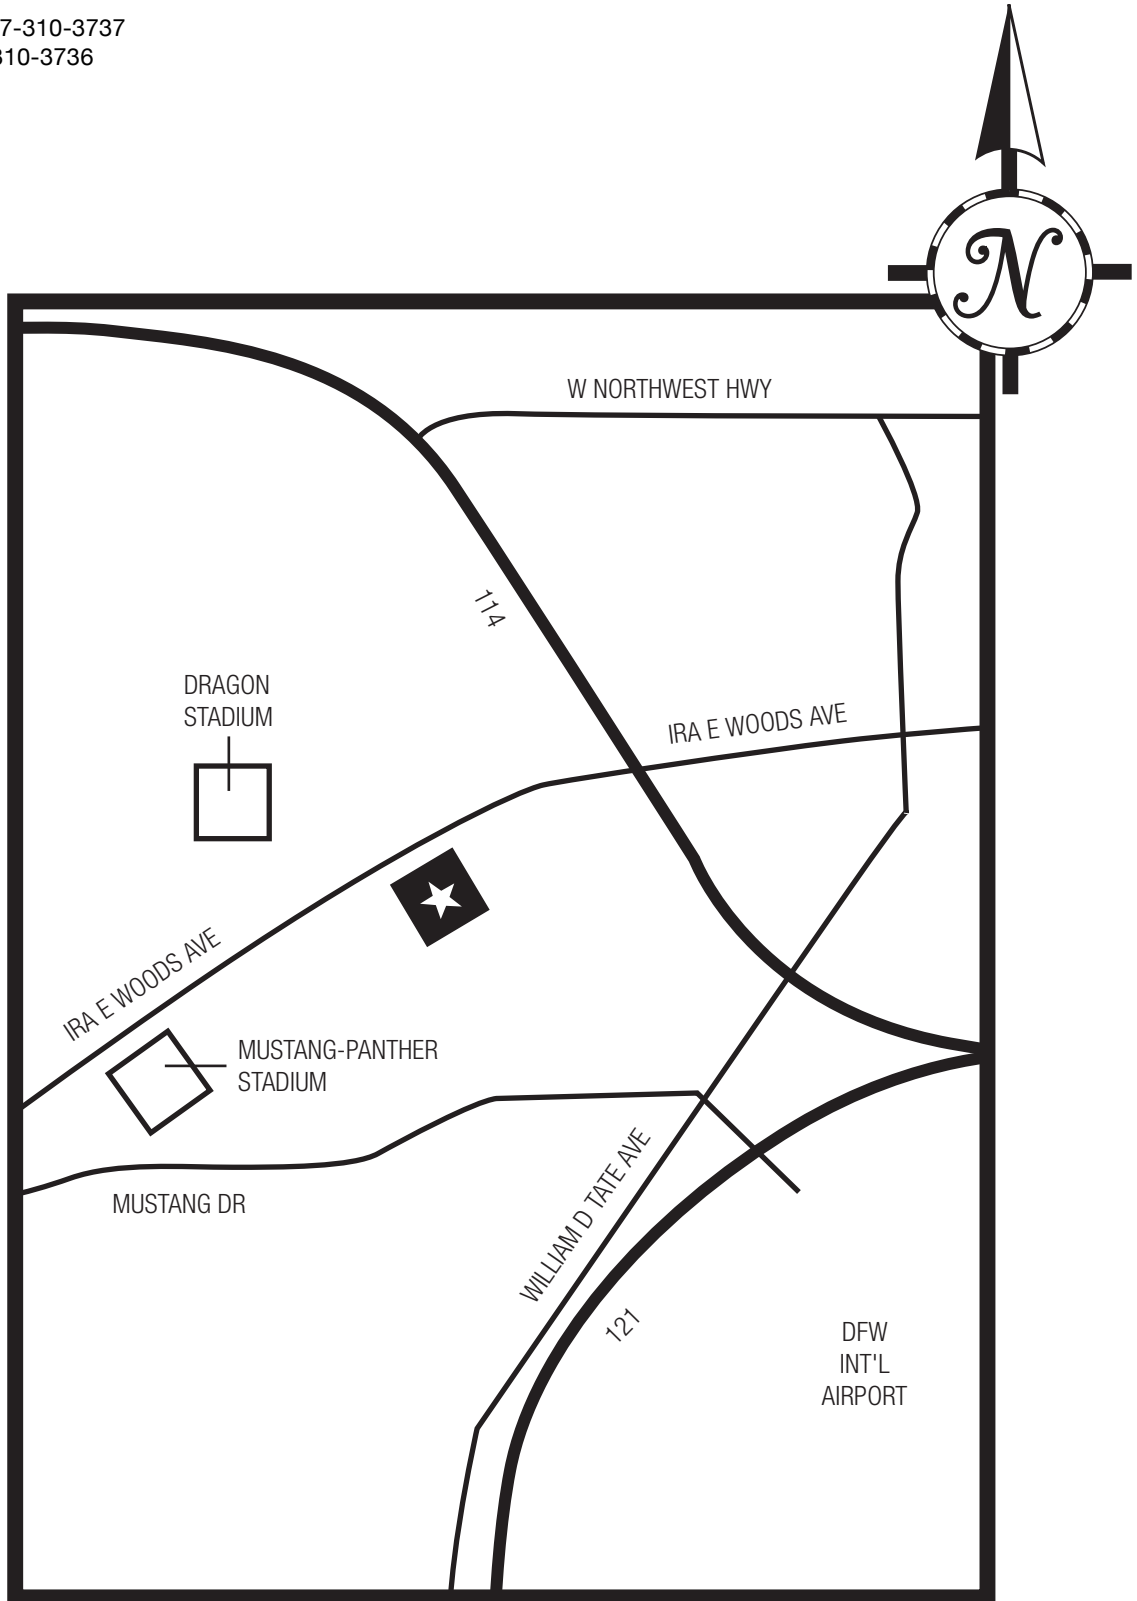 7-310-3737
310-3736
N
W NORTHWEST HWY
114
DRAGON
STADIUM
IRA E WOODS AVE
IRA E WOODS AVE
MUSTANG-PANTHER
STADIUM
MUSTANG DR
WILLIAM D TATE AVE
121
DFW
INT'L
AIRPORT